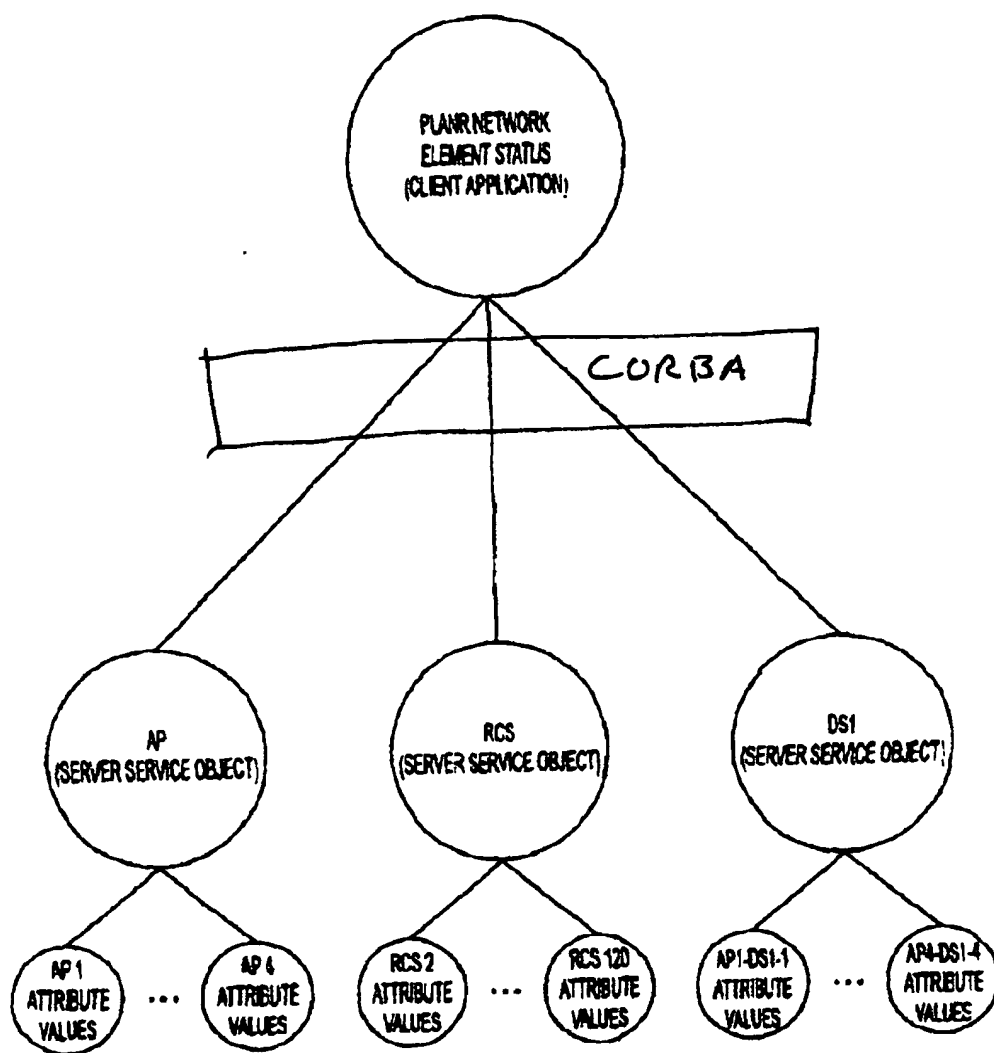 PLANR NETWORK
ELEMENT STATUS
(CLIENT APPLICATION)
CORBA
AP
(SERVER SERVICE OBJECT)
RCS
(SERVER SERVICE OBJECT)
DS1
(SERVER SERVICE OBJECT)
AP 1
ATTRIBUTE
VALUES
...
AP 4
ATTRIBUTE
VALUES
RCS 2
ATTRIBUTE
VALUES
...
RCS 120
ATTRIBUTE
VALUES
AP1-DS1-1
ATTRIBUTE
VALUES
...
AP4-DS1-4
ATTRIBUTE
VALUES